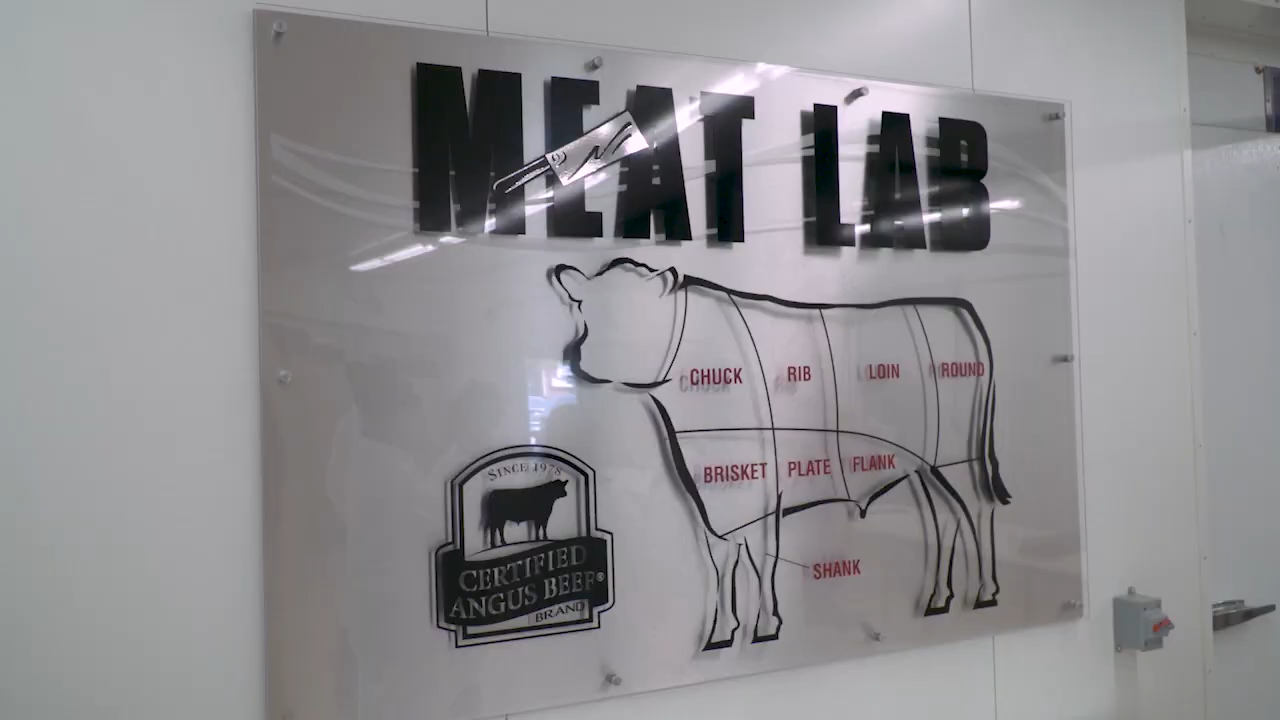 MEAT LAB
CHUCK RIB LOIN ROUND
BRISKET PLATE FLANK
SHANK
SINCE 1978
CERTIFIED
ANGUS BEEF®
BRAND